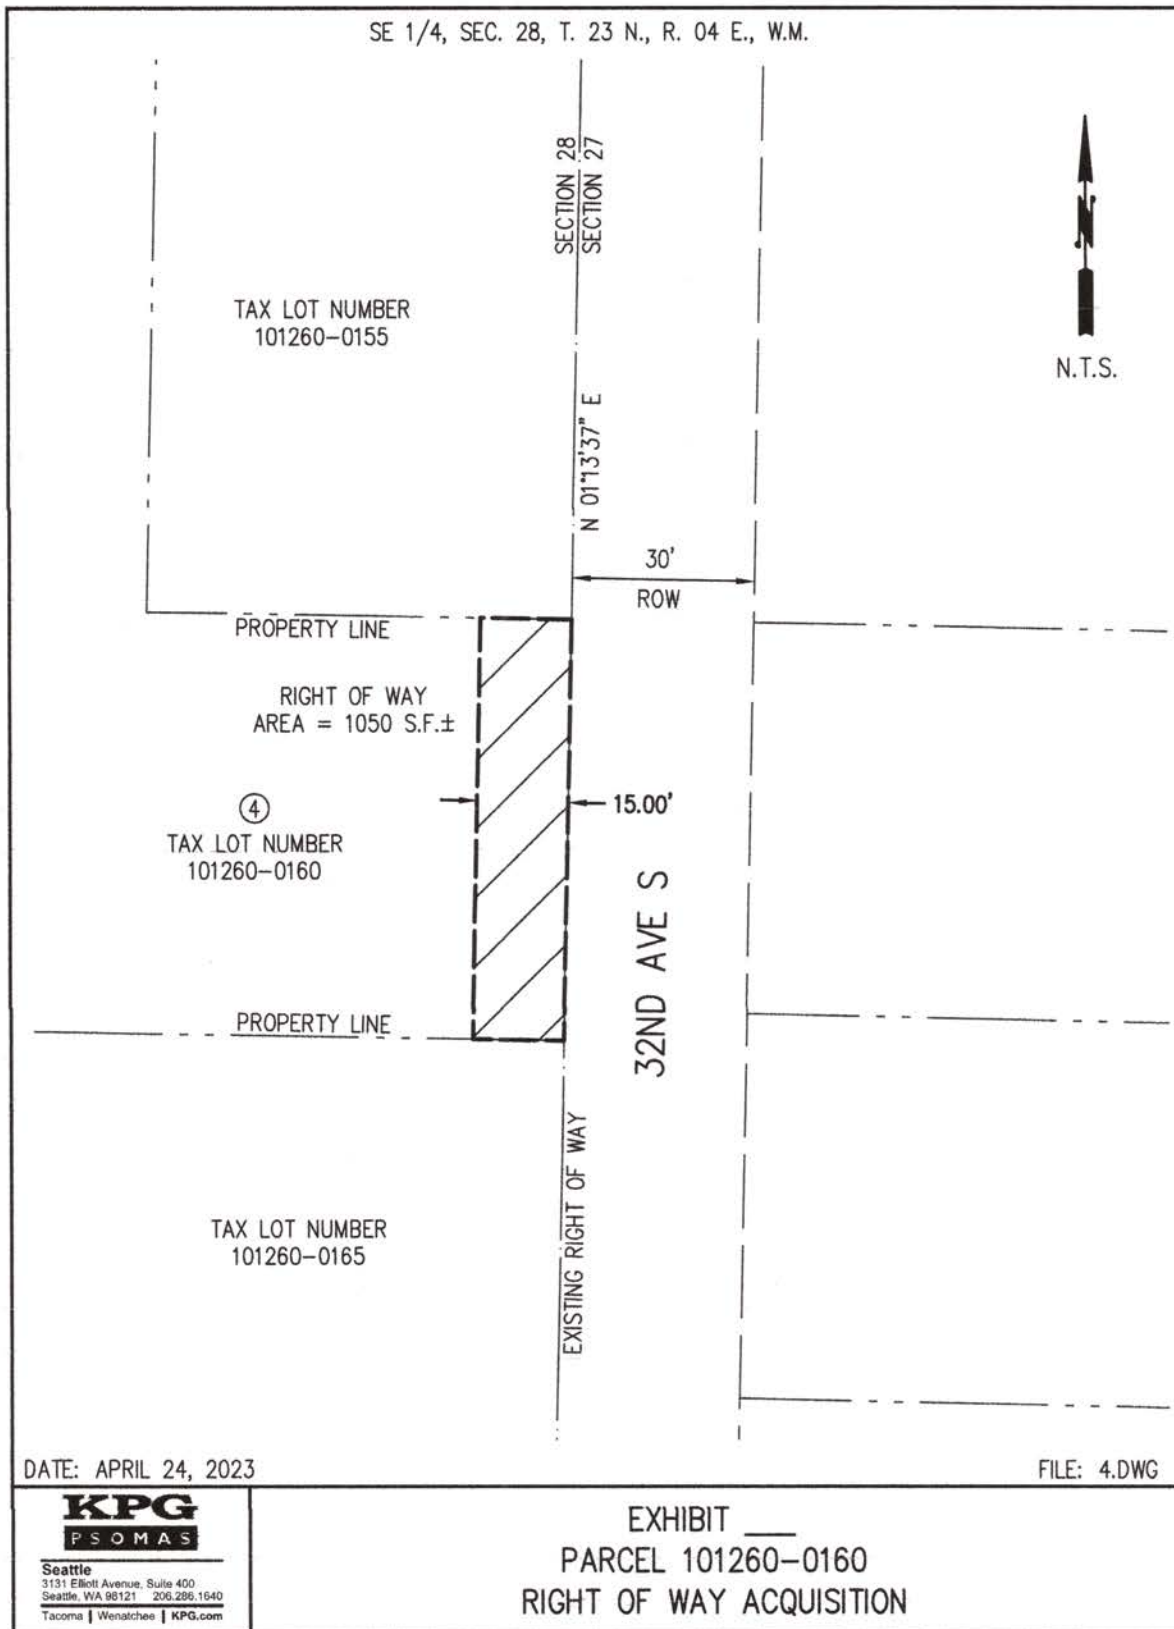 SE 1/4, SEC. 28, T. 23 N., R. 04 E., W.M.
SECTION 28
SECTION 27
N
N.T.S.
TAX LOT NUMBER
101260-0155
N 01°13'37" E
30'
ROW
PROPERTY LINE
RIGHT OF WAY
AREA = 1050 S.F.±
15.00'
4
TAX LOT NUMBER
101260-0160
32ND AVE S
PROPERTY LINE
EXISTING RIGHT OF WAY
TAX LOT NUMBER
101260-0165
DATE: APRIL 24, 2023
FILE: 4.DWG
KPG
PSOMAS
Seattle
3131 Elliott Avenue, Suite 400
Seattle, WA 98121 206.286.1640
Tacoma | Wenatchee | KPG.com
EXHIBIT ___
PARCEL 101260-0160
RIGHT OF WAY ACQUISITION